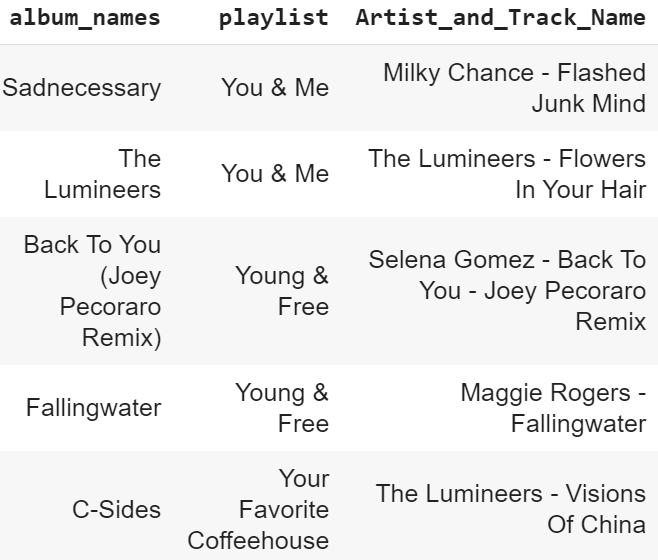 album_names playlist Artist_and_Track_Name
Sadnecessary You & Me Milky Chance - Flashed
Junk Mind
The
Lumineers You & Me The Lumineers - Flowers
In Your Hair
Back To You
(Joey
Pecoraro
Remix) Young &
Free Selena Gomez - Back To
You - Joey Pecoraro
Remix
Fallingwater Young &
Free Maggie Rogers -
Fallingwater
C-Sides Your
Favorite
Coffeehouse The Lumineers - Visions
Of China